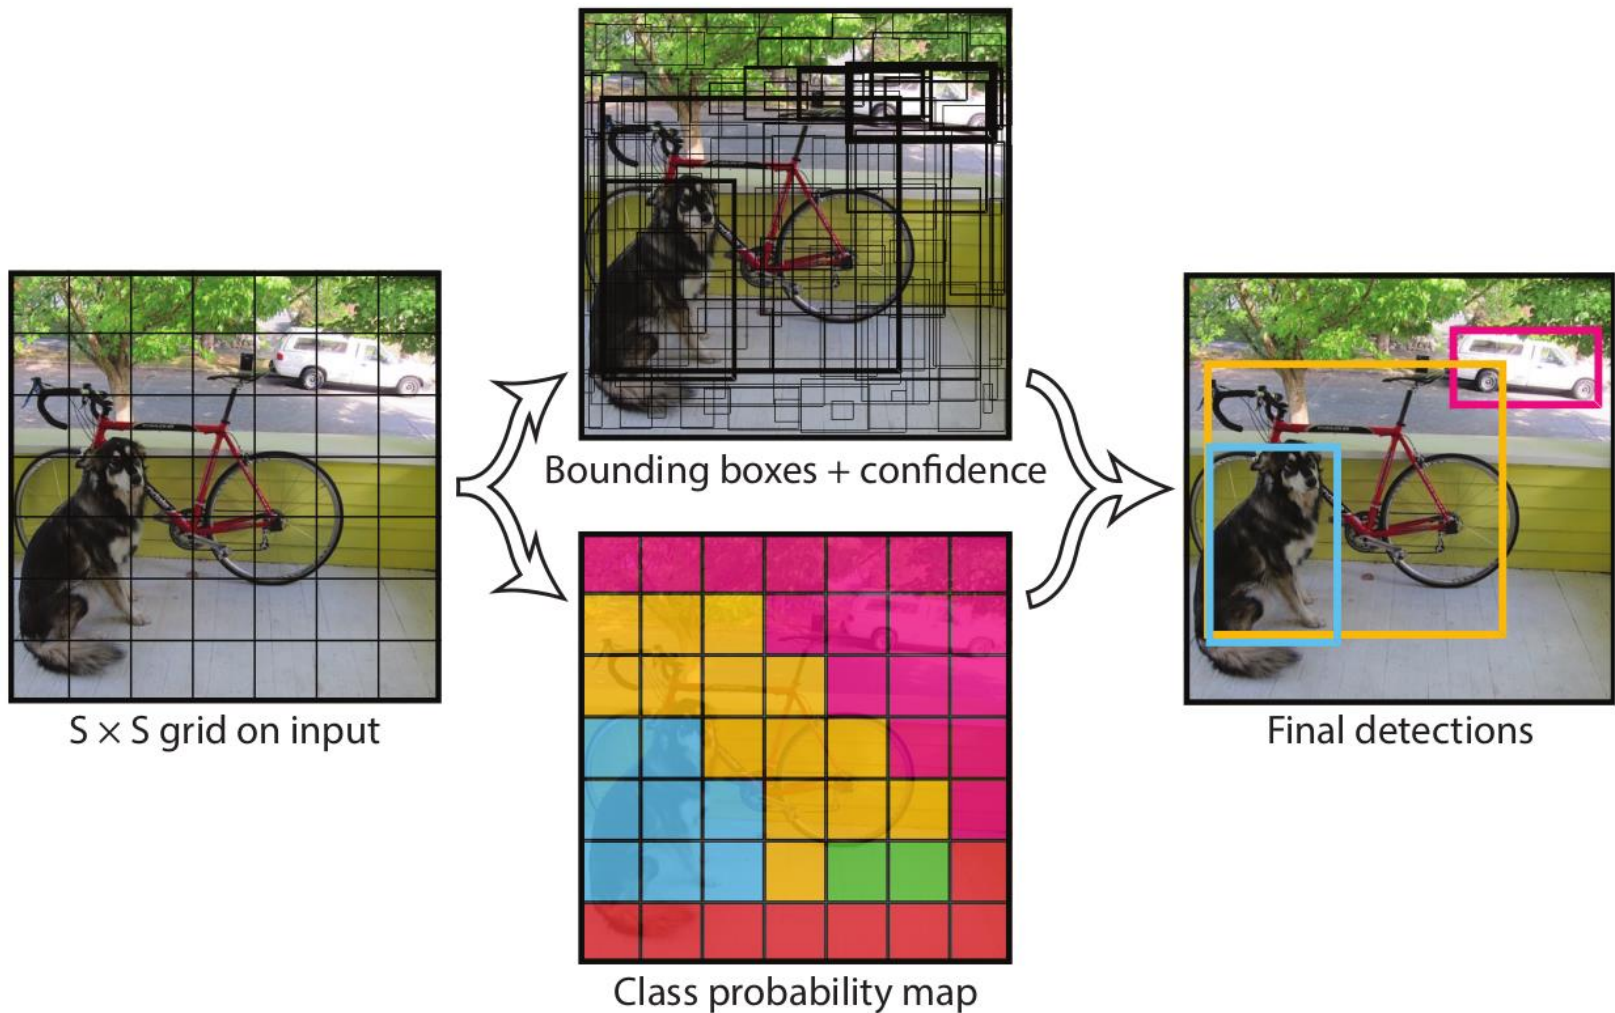 Bounding boxes + confidence
S × S grid on input
Final detections
Class probability map